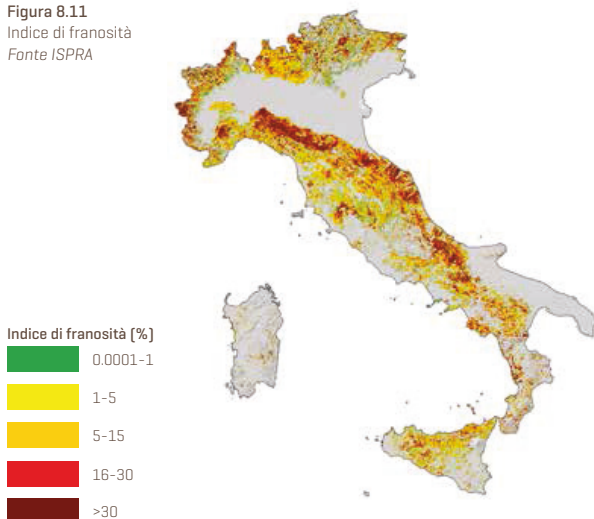 Figura 8.11
Indice di franosità
Fonte ISPRA
Indice di franosità (%)
0.0001-1
1-5
5-15
16-30
>30